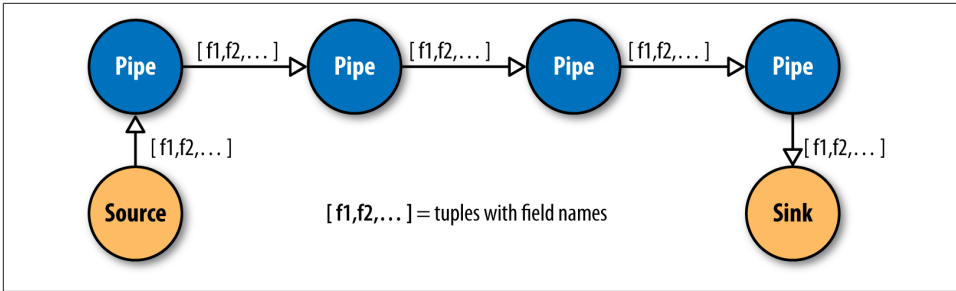 [ f1,f2,... ]
[ f1,f2,... ]
[ f1,f2,... ]
Pipe
Pipe
Pipe
Pipe
[ f1,f2,... ]
[ f1,f2,... ]
Source
[ f1,f2,... ] = tuples with field names
Sink